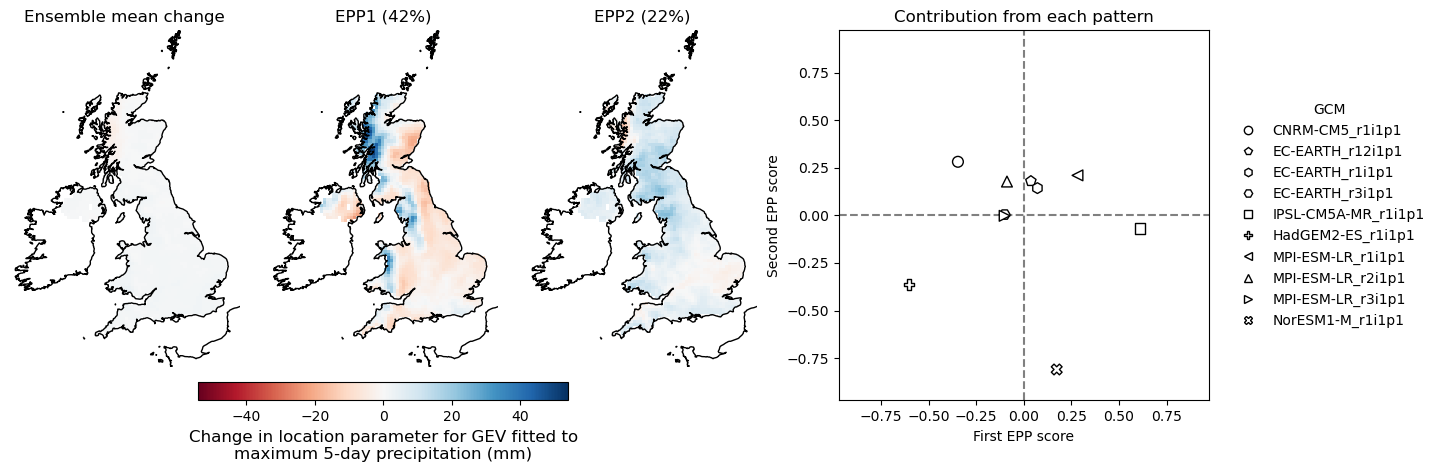 Ensemble mean change
EPP1 (42%)
EPP2 (22%)
−40 −20 0 20 40
Change in location parameter for GEV fitted to
maximum 5-day precipitation (mm)
Contribution from each pattern
Second EPP score
0.75
0.50
0.25
0.00
−0.25
−0.50
−0.75
−0.75 −0.50 −0.25 0.00 0.25 0.50 0.75
First EPP score
GCM
CNRM-CM5_r1i1p1
EC-EARTH_r12i1p1
EC-EARTH_r1i1p1
EC-EARTH_r3i1p1
IPSL-CM5A-MR_r1i1p1
HadGEM2-ES_r1i1p1
MPI-ESM-LR_r1i1p1
MPI-ESM-LR_r2i1p1
MPI-ESM-LR_r3i1p1
NorESM1-M_r1i1p1